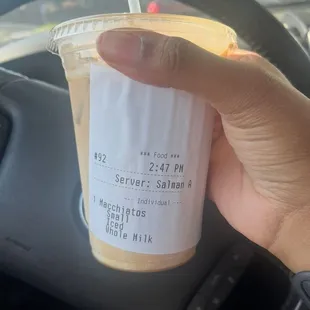 *** Food ***
#92 2:47 PM
Server: Salman A
-- Individual --
1 Macchiatos
Small
Iced
Whole Milk